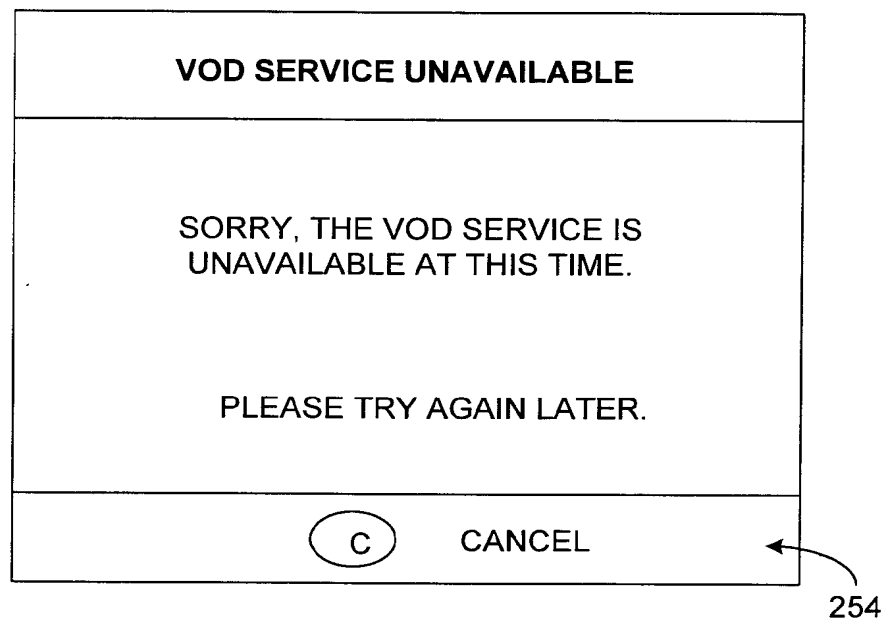 VOD SERVICE UNAVAILABLE
SORRY, THE VOD SERVICE IS
UNAVAILABLE AT THIS TIME.
PLEASE TRY AGAIN LATER.
C CANCEL
254